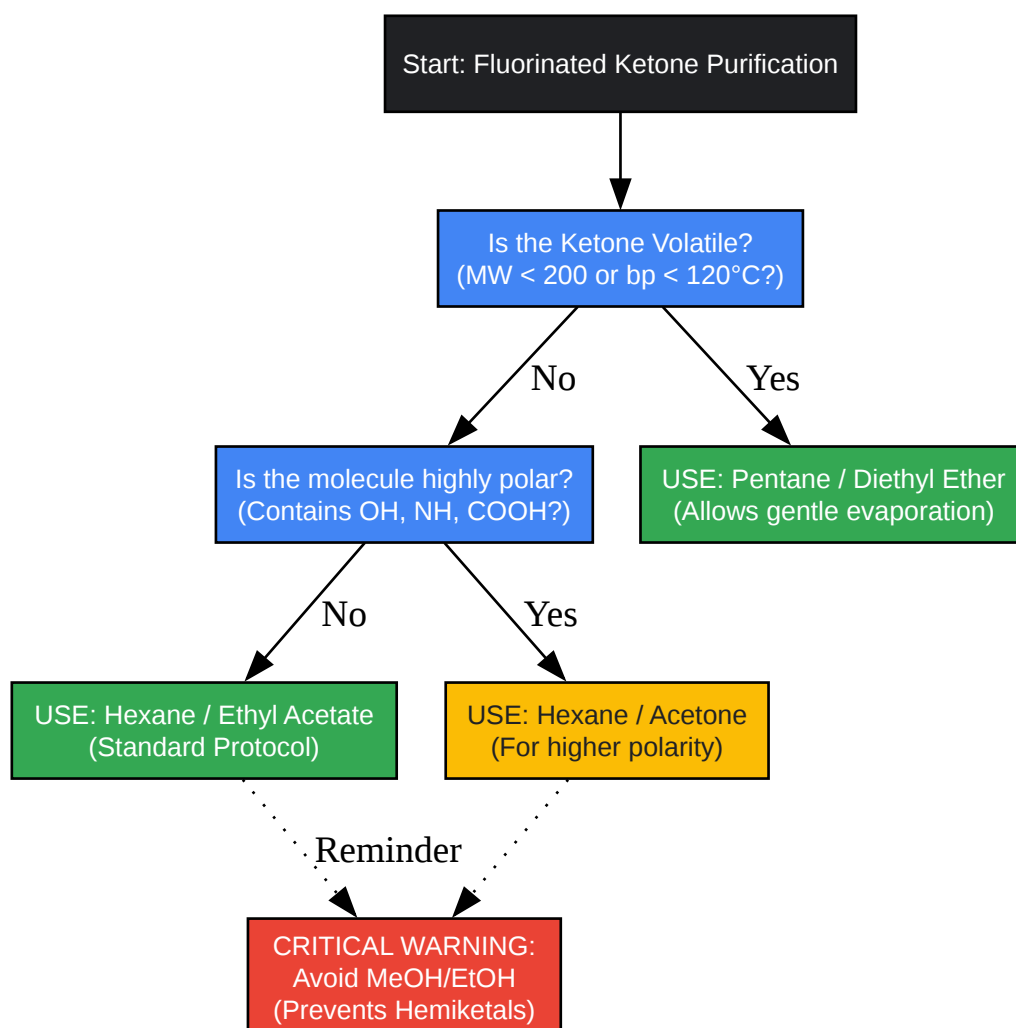 Start: Fluorinated Ketone Purification
Is the Ketone Volatile?
(MW < 200 or bp < 120°C?)
No
Yes
Is the molecule highly polar?
(Contains OH, NH, COOH?)
USE: Pentane / Diethyl Ether
(Allows gentle evaporation)
No
Yes
USE: Hexane / Ethyl Acetate
(Standard Protocol)
USE: Hexane / Acetone
(For higher polarity)
Reminder
CRITICAL WARNING:
Avoid MeOH/EtOH
(Prevents Hemiketals)